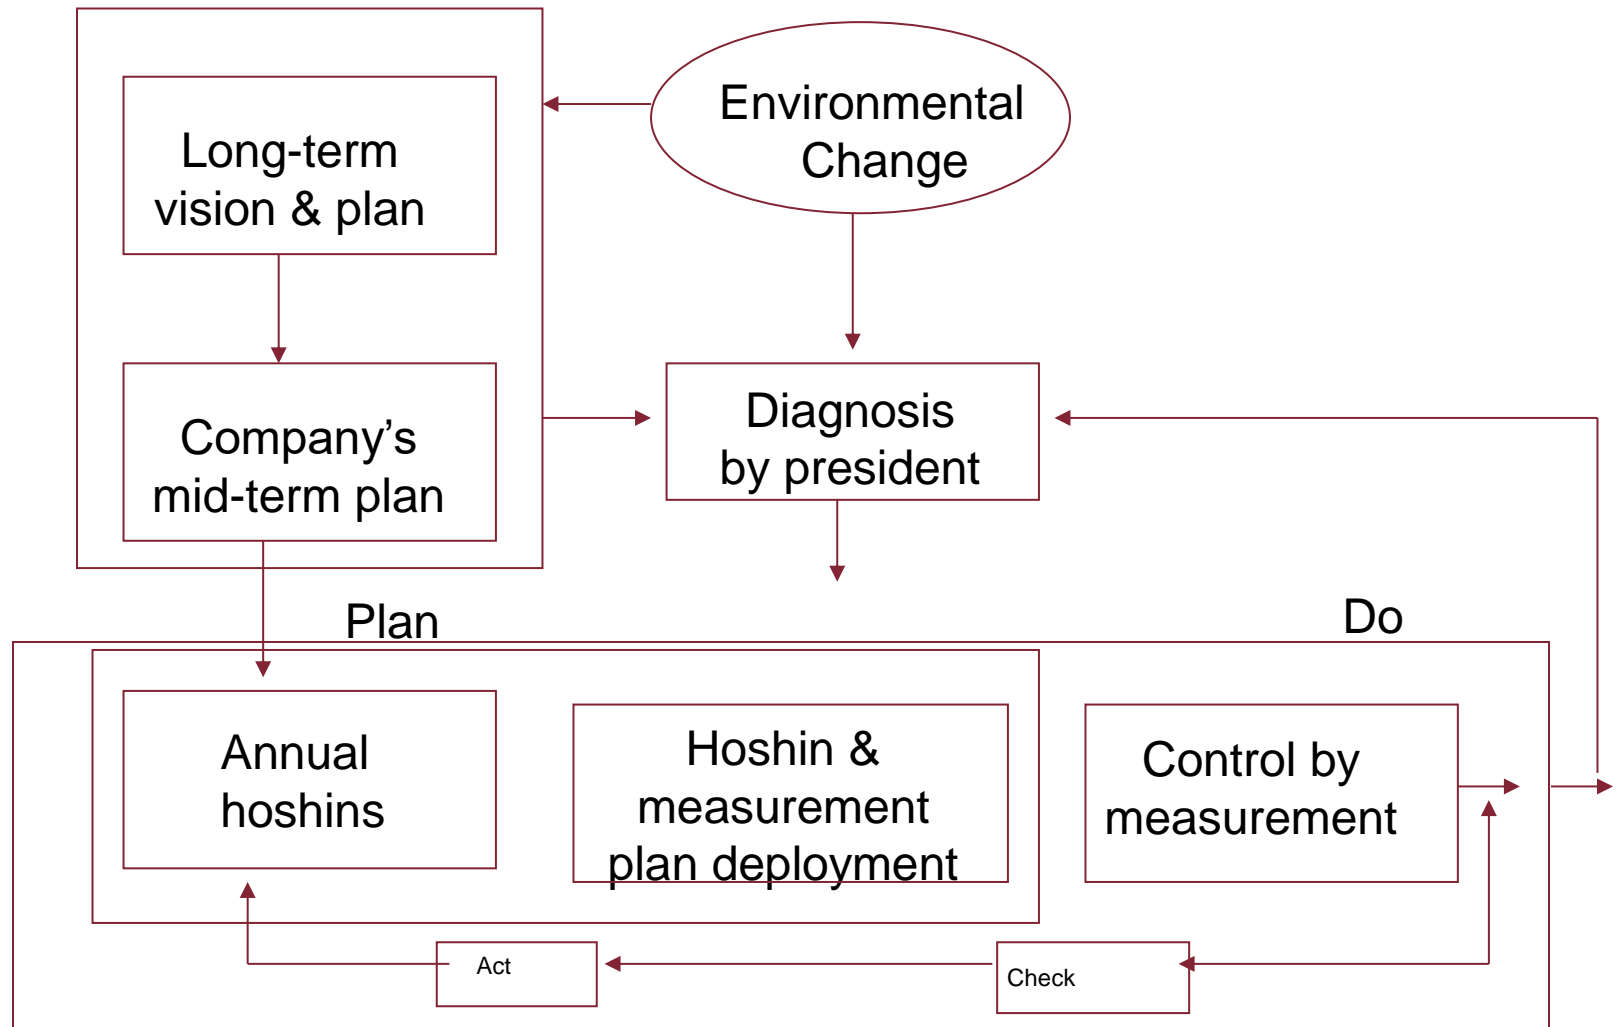 Environmental
Change
Long-term
vision & plan
Company’s
mid-term plan
Diagnosis
by president
Plan
Do
Annual
hoshins
Hoshin &
measurement
plan deployment
Control by
measurement
Act
Check